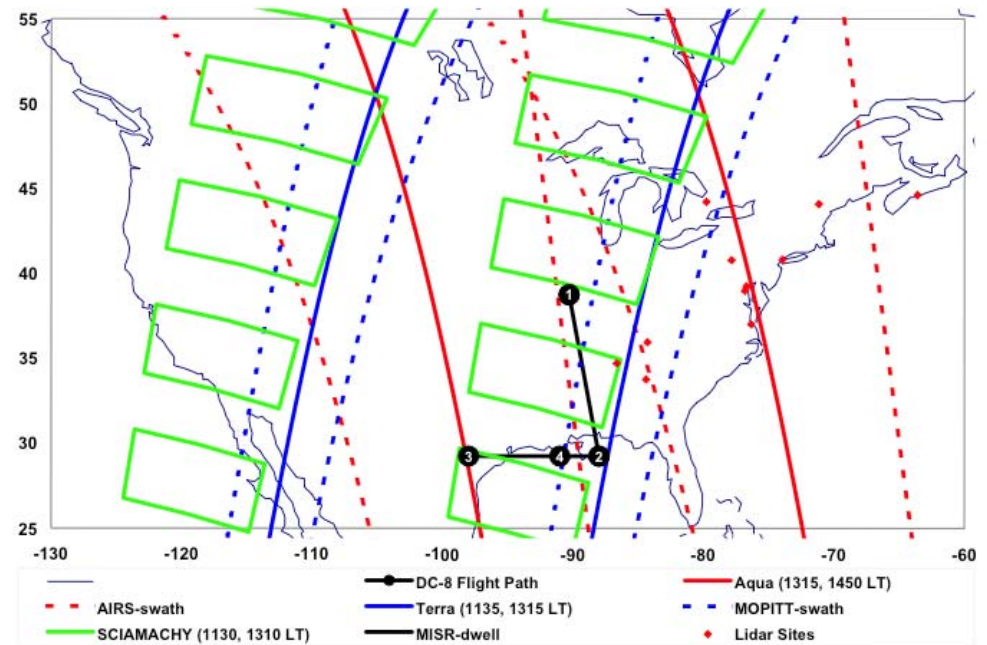 55
50
45
40
35
30
25
1
3
4
2
-130
-120
-110
-100
-90
-80
-70
-60
DC-8 Flight Path
Aqua (1315, 1450 LT)
AIRS-swath
Terra (1135, 1315 LT)
MOPITT-swath
SCIAMACHY (1130, 1310 LT)
MISR-dwell
Lidar Sites